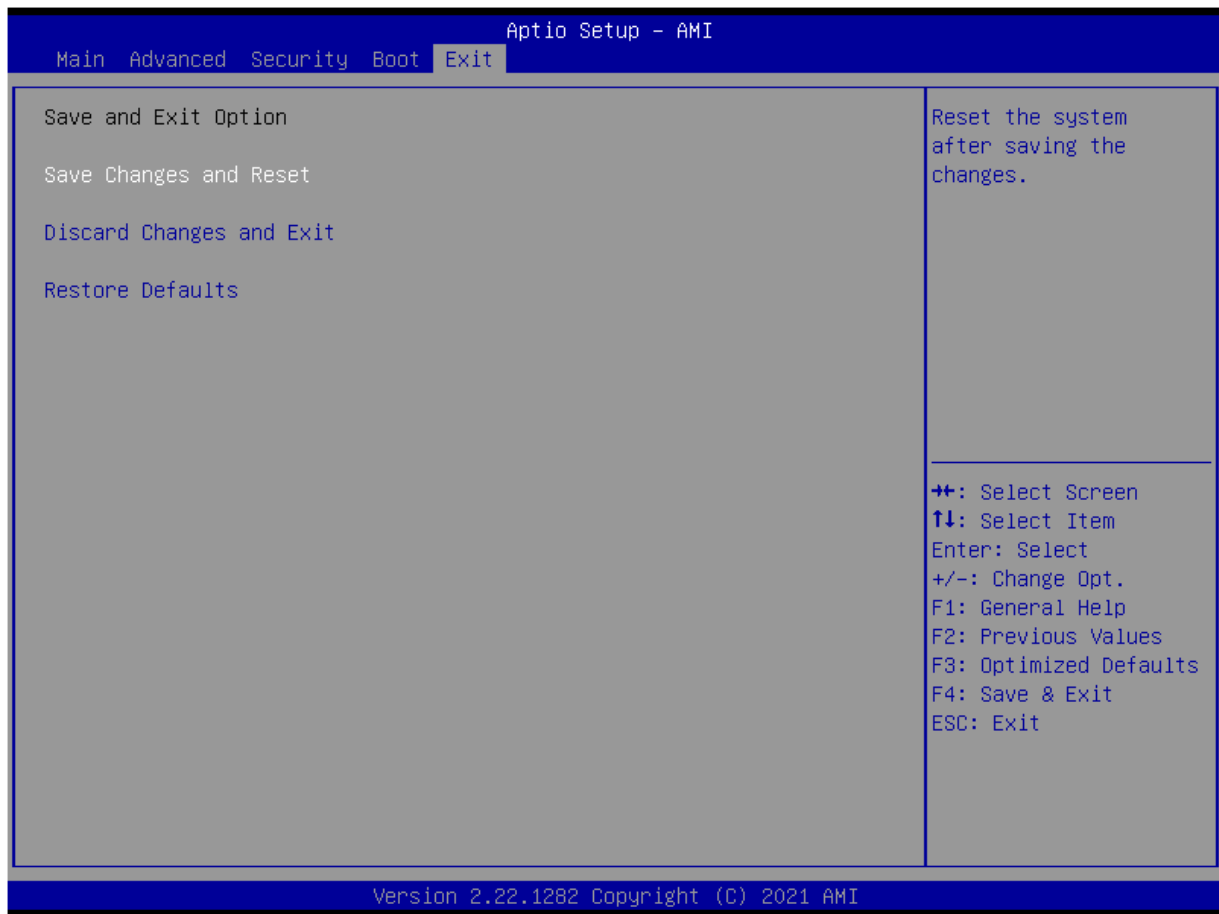 Aptio Setup – AMI
Main Advanced Security Boot Exit
Save and Exit Option
Save Changes and Reset
Discard Changes and Exit
Restore Defaults
Reset the system
after saving the
changes.
→←: Select Screen
↑↓: Select Item
Enter: Select
+/-: Change Opt.
F1: General Help
F2: Previous Values
F3: Optimized Defaults
F4: Save & Exit
ESC: Exit
Version 2.22.1282 Copyright (C) 2021 AMI